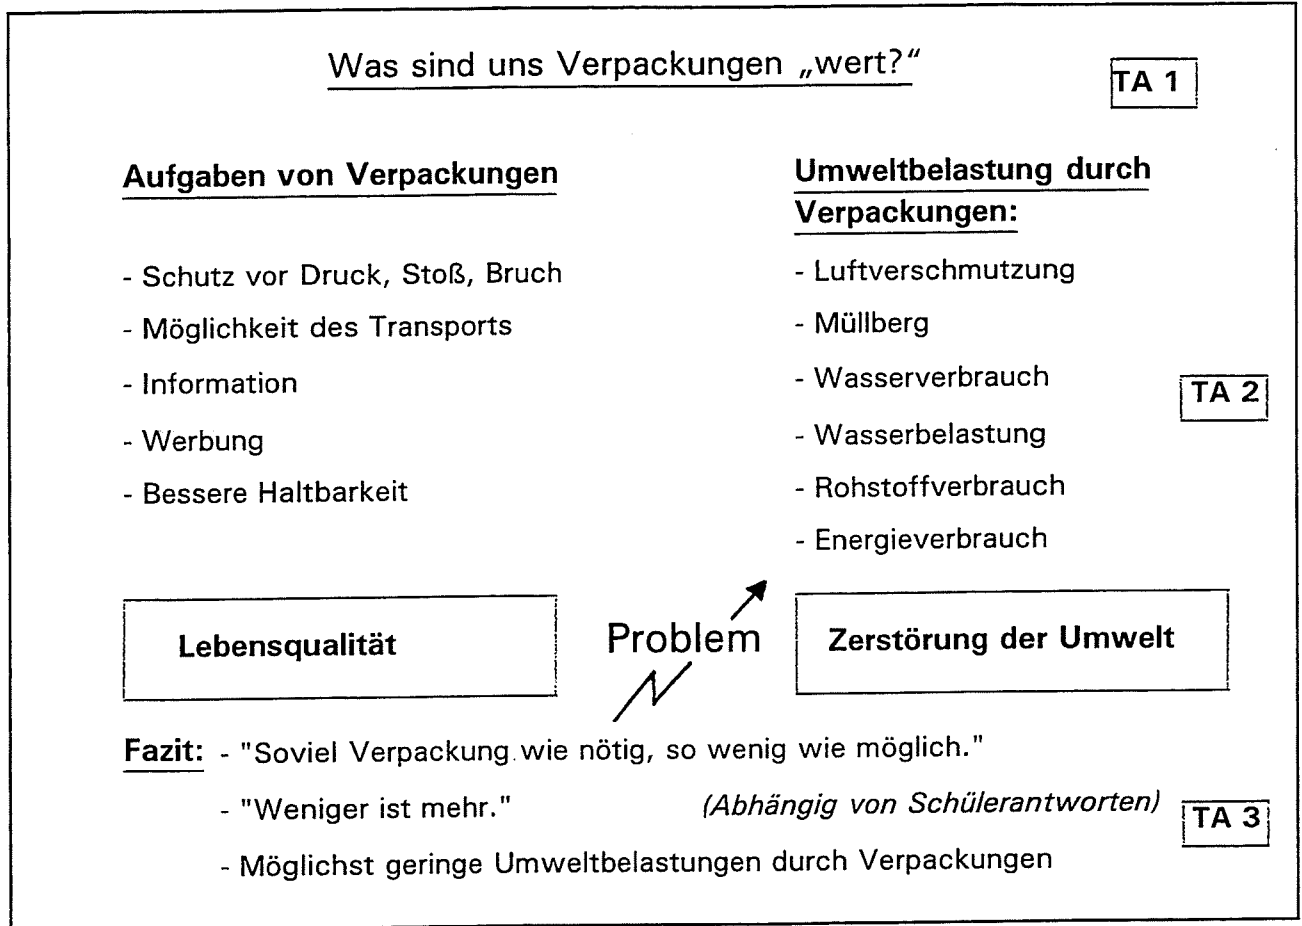 Was sind uns Verpackungen „wert?“
TA 1
Aufgaben von Verpackungen
- Schutz vor Druck, Stoß, Bruch
- Möglichkeit des Transports
- Information
- Werbung
- Bessere Haltbarkeit
Umweltbelastung durch
Verpackungen:
- Luftverschmutzung
- Müllberg
- Wasserverbrauch
- Wasserbelastung
- Rohstoffverbrauch
- Energieverbrauch
TA 2
Lebensqualität
Problem
Zerstörung der Umwelt
Fazit: - "Soviel Verpackung wie nötig, so wenig wie möglich."
- "Weniger ist mehr." (Abhängig von Schülerantworten)
TA 3
- Möglichst geringe Umweltbelastungen durch Verpackungen